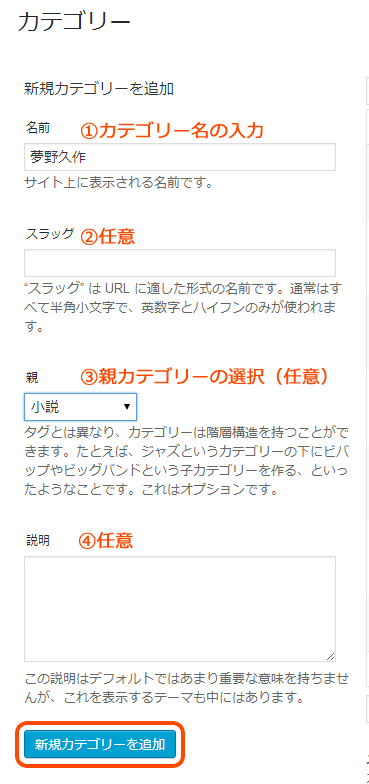 カテゴリー
新規カテゴリーを追加
名前 ①カテゴリー名の入力
夢野久作
サイト上に表示される名前です。
スラッグ ②任意
“スラッグ” は URL に適した形式の名前です。通常はす
べて半角小文字で、英数字とハイフンのみが使われま
す。
親 ③親カテゴリーの選択（任意）
小説
タグとは異なり、カテゴリーは階層構造を持つことがで
きます。たとえば、ジャズというカテゴリーの下にビバ
ップやビッグバンドという子カテゴリーを作る、といっ
たようなことです。これはオプションです。
説明 ④任意
この説明はデフォルトではあまり重要な意味を持ちませ
んが、これを表示するテーマも中にはあります。
新規カテゴリーを追加